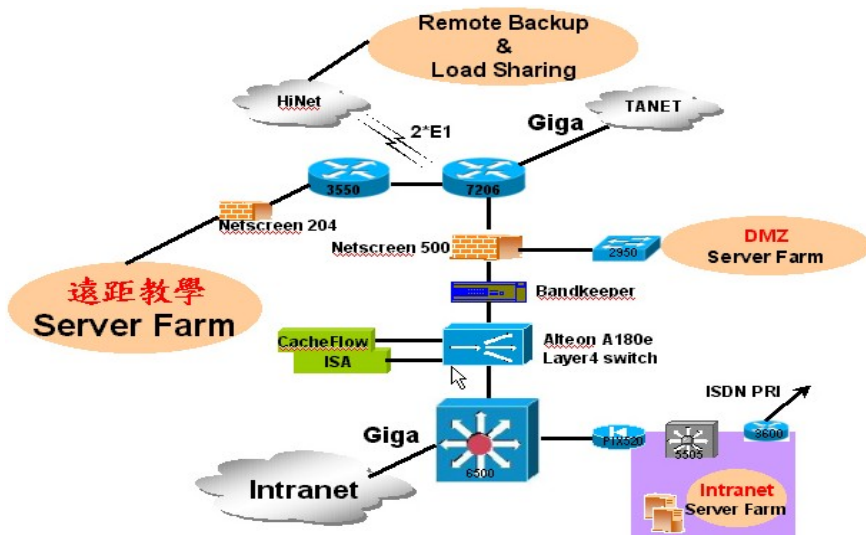 Remote Backup
&
Load Sharing
HiNet
TANET
Giga
2*E1
3550
7206
Netscreen 204
Netscreen 500
2950
DMZ
Server Farm
遠距教學
Server Farm
Bandkeeper
CacheFlow
ISA
Alteon A180e
Layer4 switch
ISDN PRI
Giga
6500
PIX520
5505
3600
Intranet
Intranet
Server Farm